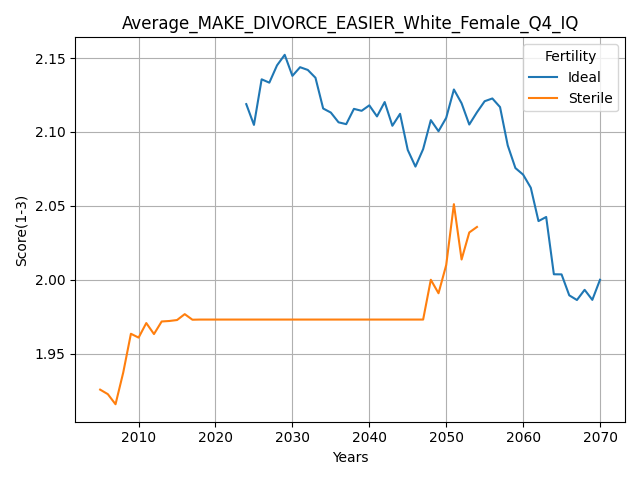 Average_MAKE_DIVORCE_EASIER_White_Female_Q4_IQ
Fertility
Ideal
Sterile
Score(1-3)
2.15
2.10
2.05
2.00
1.95
2010 2020 2030 2040 2050 2060 2070
Years